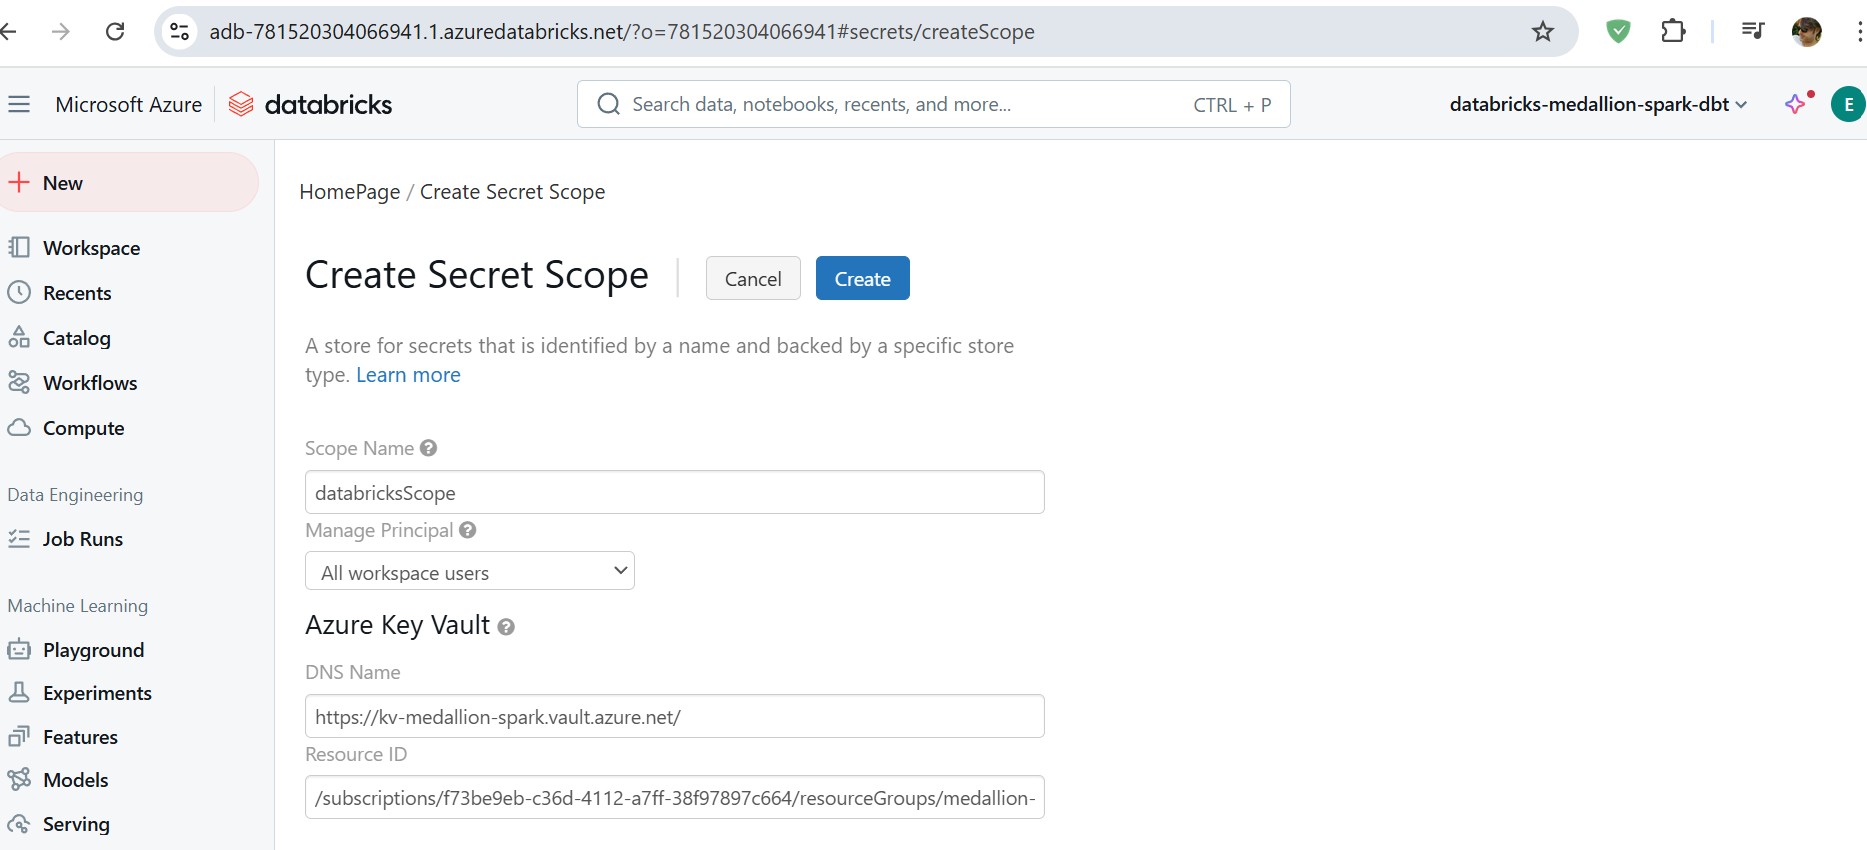 adb-781520304066941.1.azuredatabricks.net/?o=781520304066941#secrets/createScope
Microsoft Azure databricks
Search data, notebooks, recents, and more... CTRL + P
databricks-medallion-spark-dbt
E
New
Workspace
Recents
Catalog
Workflows
Compute
Data Engineering
Job Runs
Machine Learning
Playground
Experiments
Features
Models
Serving
HomePage / Create Secret Scope
Create Secret Scope Cancel Create
A store for secrets that is identified by a name and backed by a specific store
type. Learn more
Scope Name
databricksScope
Manage Principal
All workspace users
Azure Key Vault
DNS Name
https://kv-medallion-spark.vault.azure.net/
Resource ID
/subscriptions/f73be9eb-c36d-4112-a7ff-38f97897c664/resourceGroups/medallion-